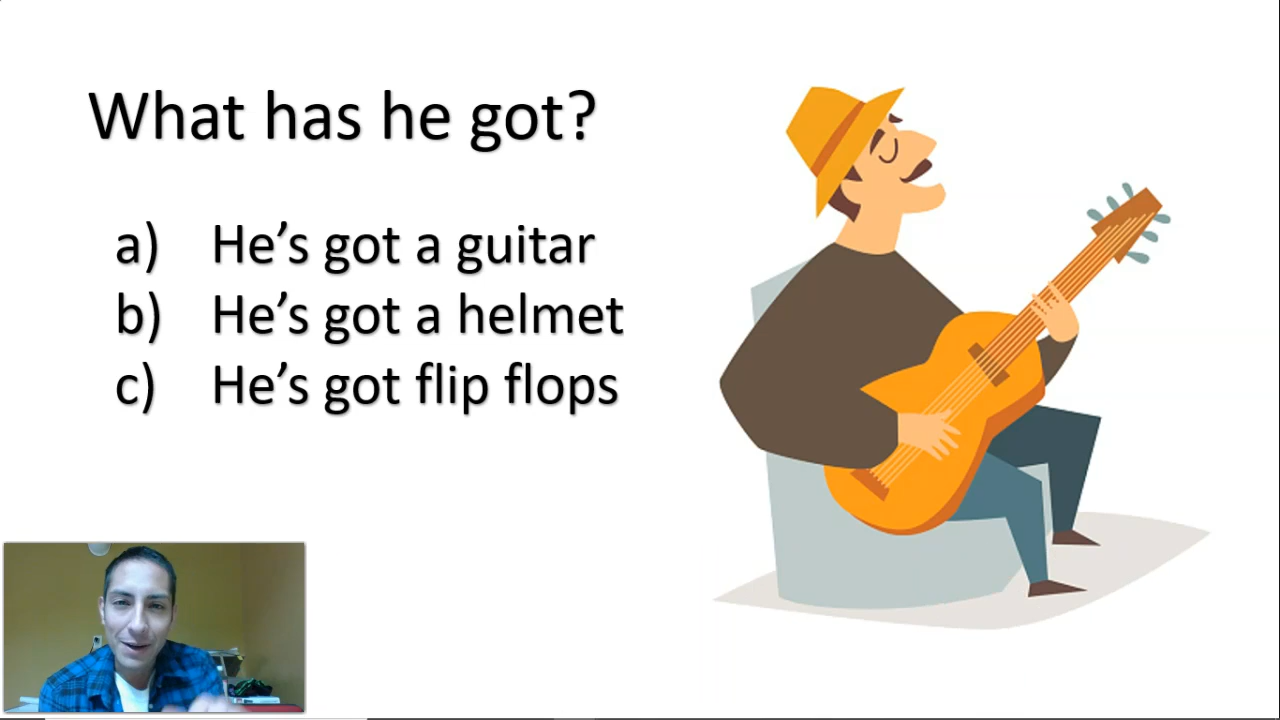 What has he got?
a) He’s got a guitar
b) He’s got a helmet
c) He’s got flip flops